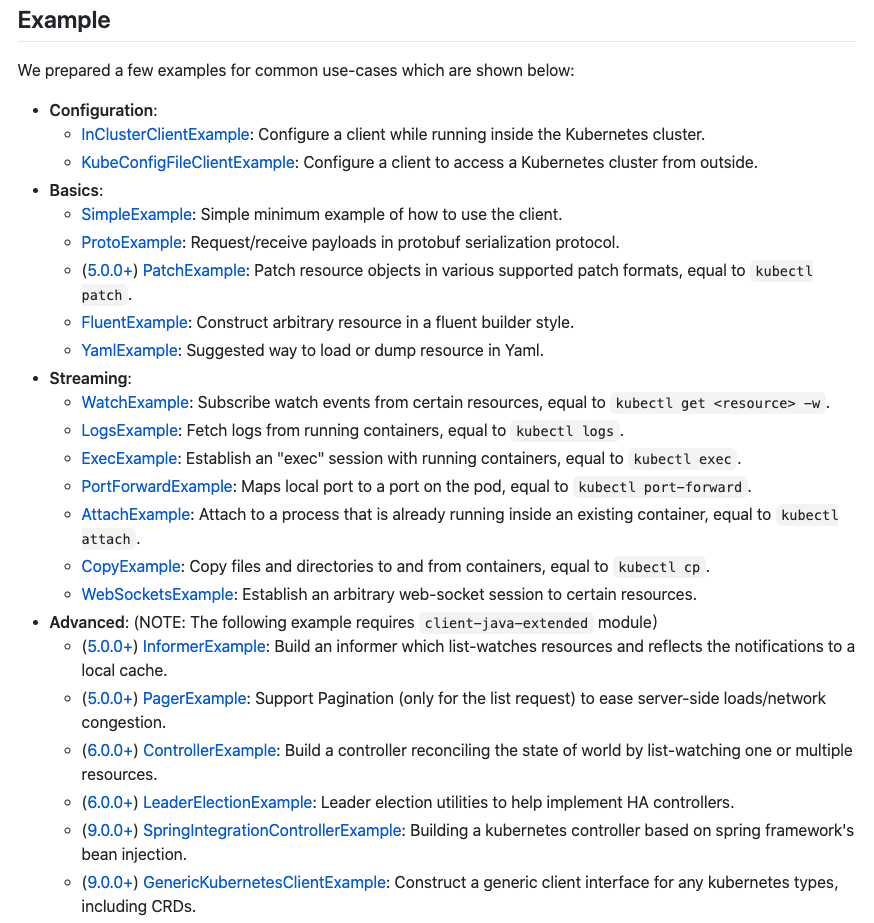 Example
We prepared a few examples for common use-cases which are shown below:
• Configuration:
◦ InClusterClientExample: Configure a client while running inside the Kubernetes cluster.
◦ KubeConfigFileClientExample: Configure a client to access a Kubernetes cluster from outside.
• Basics:
◦ SimpleExample: Simple minimum example of how to use the client.
◦ ProtoExample: Request/receive payloads in protobuf serialization protocol.
◦ (5.0.0+) PatchExample: Patch resource objects in various supported patch formats, equal to kubectl
patch .
◦ FluentExample: Construct arbitrary resource in a fluent builder style.
◦ YamlExample: Suggested way to load or dump resource in Yaml.
• Streaming:
◦ WatchExample: Subscribe watch events from certain resources, equal to kubectl get <resource> -w .
◦ LogsExample: Fetch logs from running containers, equal to kubectl logs .
◦ ExecExample: Establish an "exec" session with running containers, equal to kubectl exec .
◦ PortForwardExample: Maps local port to a port on the pod, equal to kubectl port-forward .
◦ AttachExample: Attach to a process that is already running inside an existing container, equal to kubectl
attach .
◦ CopyExample: Copy files and directories to and from containers, equal to kubectl cp .
◦ WebSocketsExample: Establish an arbitrary web-socket session to certain resources.
• Advanced: (NOTE: The following example requires client-java-extended module)
◦ (5.0.0+) InformerExample: Build an informer which list-watches resources and reflects the notifications to a
local cache.
◦ (5.0.0+) PagerExample: Support Pagination (only for the list request) to ease server-side loads/network
congestion.
◦ (6.0.0+) ControllerExample: Build a controller reconciling the state of world by list-watching one or multiple
resources.
◦ (6.0.0+) LeaderElectionExample: Leader election utilities to help implement HA controllers.
◦ (9.0.0+) SpringIntegrationControllerExample: Building a kubernetes controller based on spring framework's
bean injection.
◦ (9.0.0+) GenericKubernetesClientExample: Construct a generic client interface for any kubernetes types,
including CRDs.